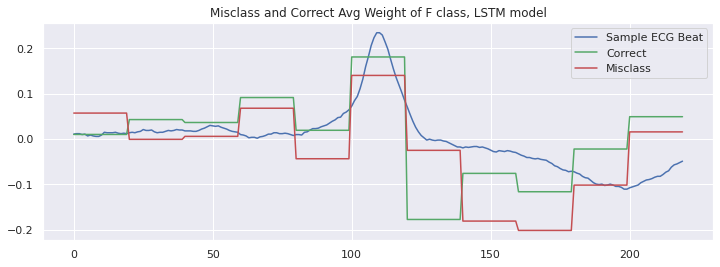 Misclass and Correct Avg Weight of F class, LSTM model
Sample ECG Beat
Correct
Misclass
0.2
0.1
0.0
−0.1
−0.2
0
50
100
150
200